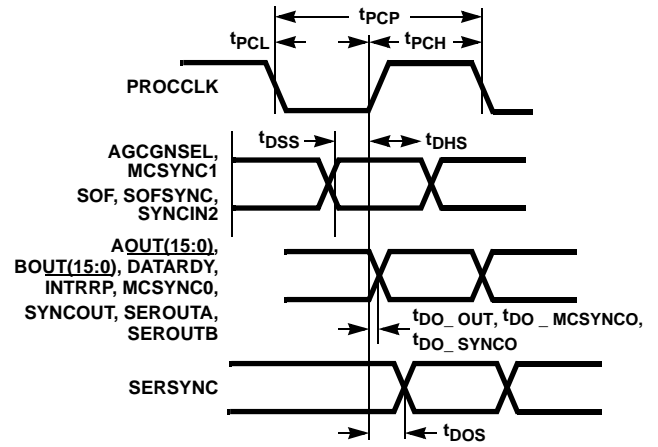 tPCP
tPCL
tPCH
PROCCLK
tDSS
tDHS
AGCGNSEL,
MCSYNC1
SOF, SOFSYNC,
SYNCIN2
AOUT(15:0),
BOUT(15:0), DATARDY,
INTRRP, MCSYNC0,
SYNCOUT, SEROUTA,
SEROUTB
tDO_ OUT, tDO _ MCSYNCO,
tDO_ SYNCO
SERSYNC
tDOS